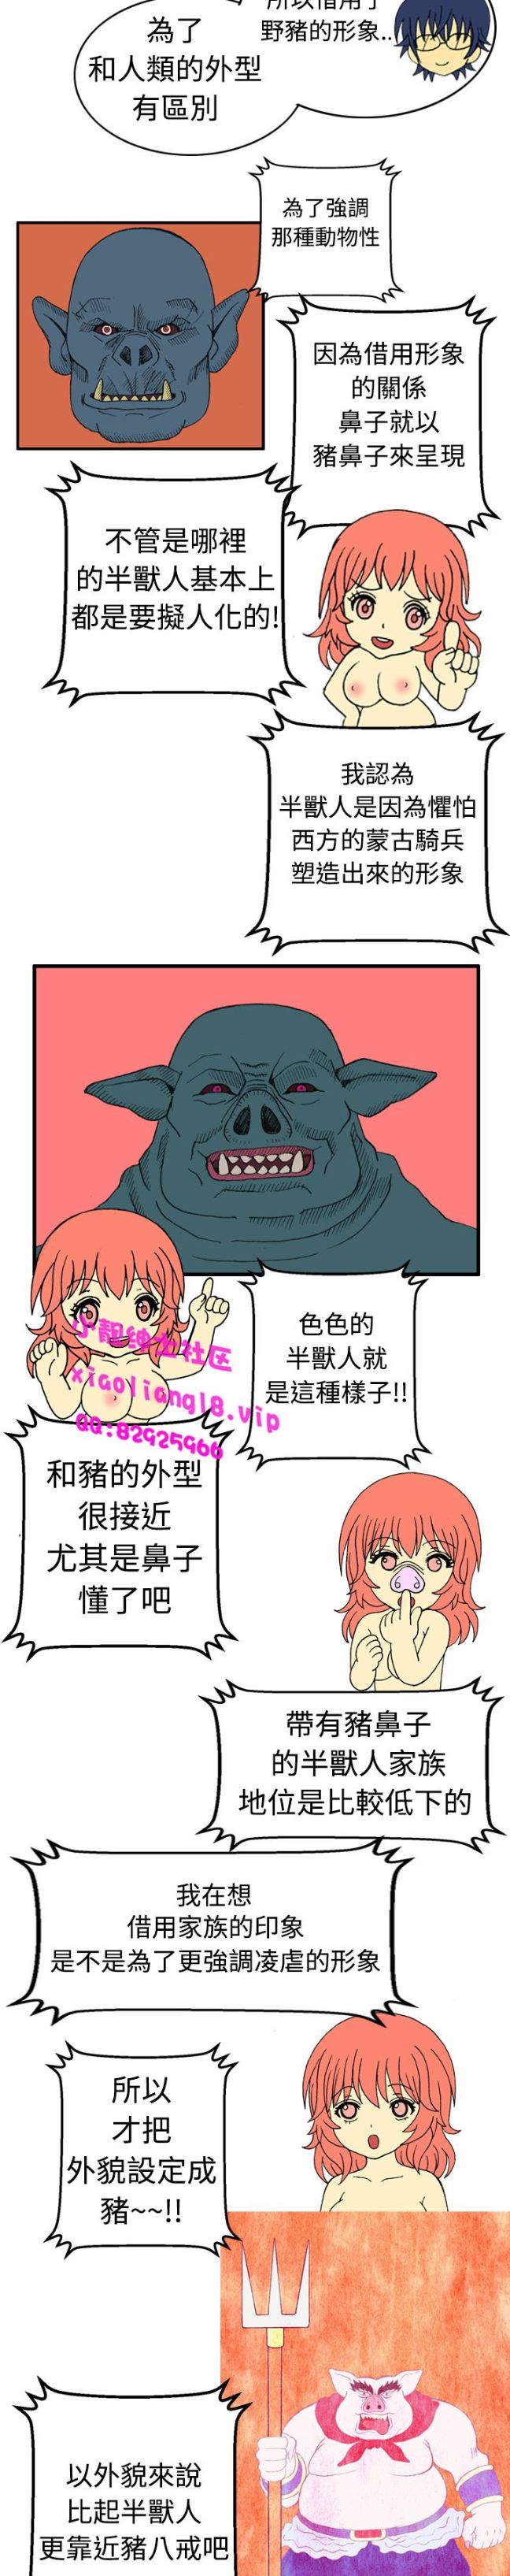 所以借用了
野豬的形象..
為了
和人類的外型
有區別
為了強調
那種動物性
因為借用形象
的關係
鼻子就以
豬鼻子來呈現
不管是哪裡
的半獸人基本上
都是要擬人化的!
我認為
半獸人是因為懼怕
西方的蒙古騎兵
塑造出來的形象
色色的
半獸人就
是這種樣子!!
小靚紳士社区
xiaoliang18.vip
QQ:82925966
和豬的外型
很接近
尤其是鼻子
懂了吧
帶有豬鼻子
的半獸人家族
地位是比較低下的
我在想
借用家族的印象
是不是為了更強調凌虐的形象
所以
才把
外貌設定成
豬~~!!
以外貌來說
比起半獸人
更靠近豬八戒吧